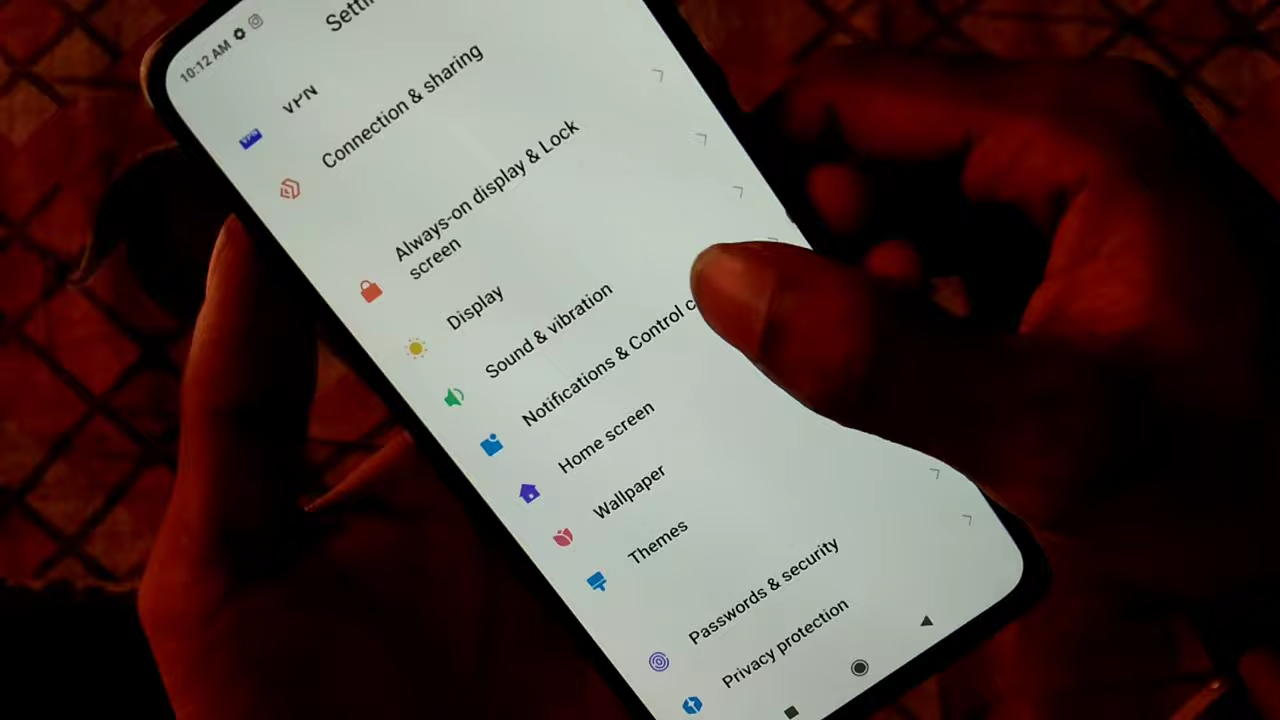 10:12 AM
VPN
VPN
Connection & sharing
Always-on display & Lock
screen
Display
Sound & vibration
Notifications & Control
Home screen
Wallpaper
Themes
Passwords & security
Privacy protection